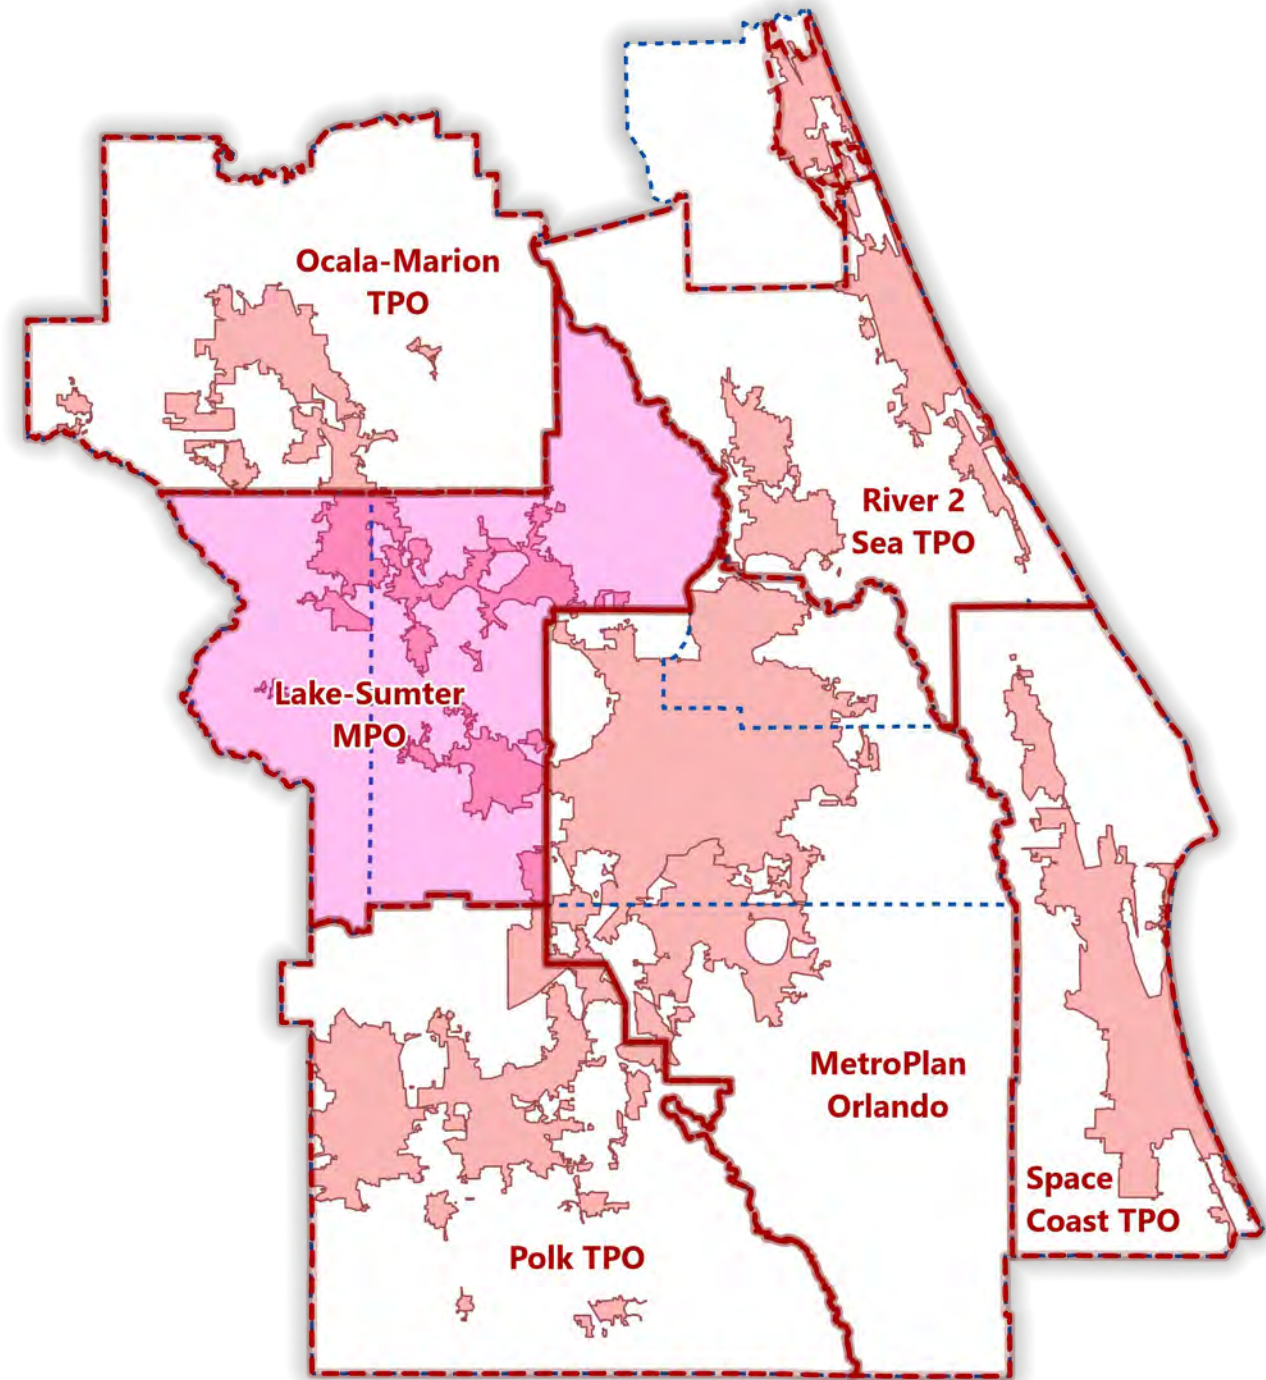 Ocala-Marion
TPO
River 2
Sea TPO
Lake-Sumter
MPO
MetroPlan
Orlando
Space
Coast TPO
Polk TPO